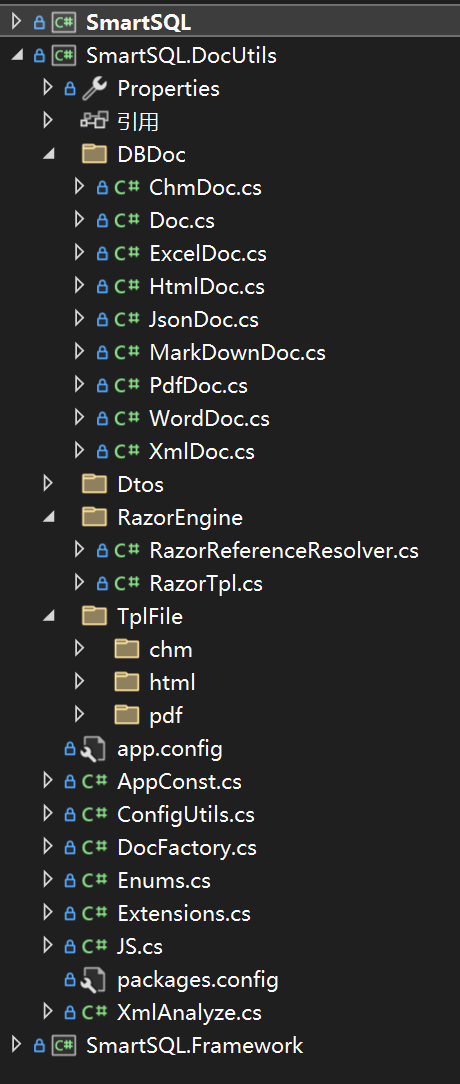 SmartSQL
SmartSQL.DocUtils
Properties
引用
DBDoc
C# ChmDoc.cs
C# Doc.cs
C# ExcelDoc.cs
C# HtmlDoc.cs
C# JsonDoc.cs
C# MarkDownDoc.cs
C# PdfDoc.cs
C# WordDoc.cs
C# XmlDoc.cs
Dtos
RazorEngine
C# RazorReferenceResolver.cs
C# RazorTpl.cs
TplFile
chm
html
pdf
app.config
C# AppConst.cs
C# ConfigUtils.cs
C# DocFactory.cs
C# Enums.cs
C# Extensions.cs
C# JS.cs
packages.config
C# XmlAnalyze.cs
SmartSQL.Framework